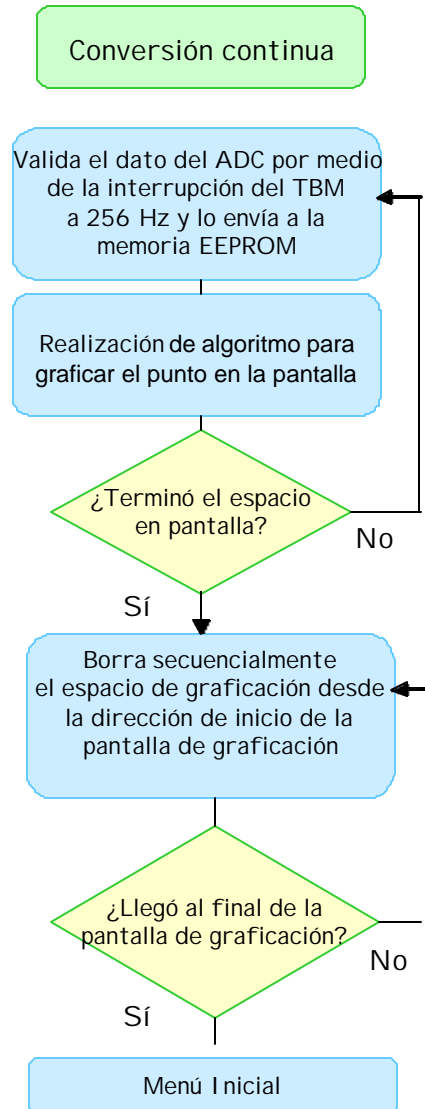 Conversión continua
Valida el dato del ADC por medio
de la interrupción del TBM
a 256 Hz y lo envía a la
memoria EEPROM
Realización de algoritmo para
graficar el punto en la pantalla
¿Terminó el espacio
en pantalla?
No
Sí
Borra secuencialmente
el espacio de graficación desde
la dirección de inicio de la
pantalla de graficación
¿Llegó al final de la
pantalla de graficación?
No
Sí
Menú Inicial